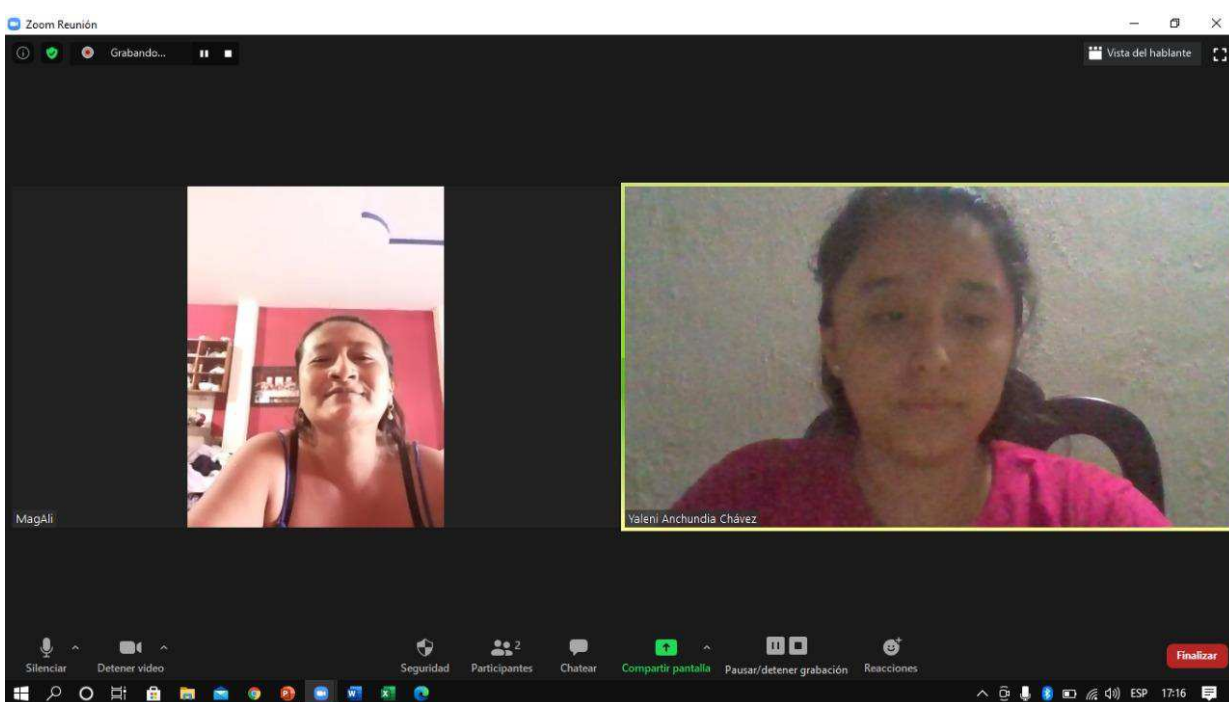 Zoom Reunión
Grabando...
Vista del hablante
MagAli
Yaleni Anchundia Chávez
Silenciar
Detener video
Seguridad
2
Participantes
Chatear
Compartir pantalla
Pausar/detener grabación
Reacciones
Finalizar
ESP
17:16